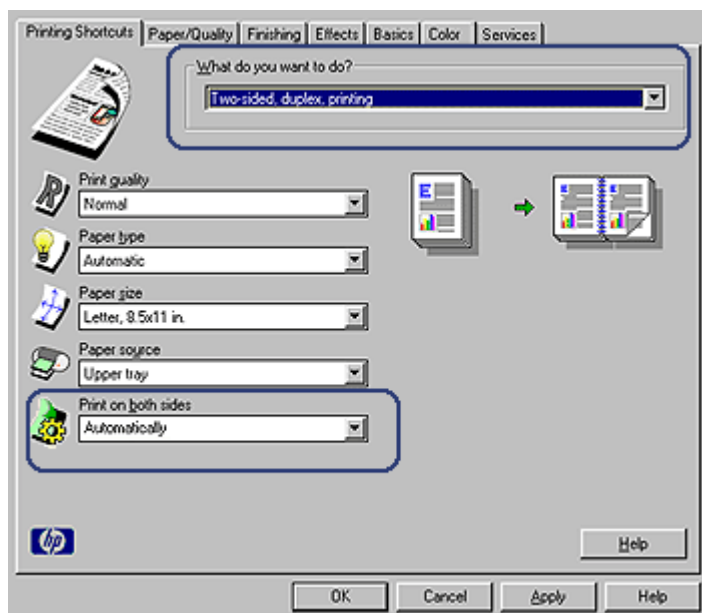 Printing Shortcuts Paper/Quality Finishing Effects Basics Color Services
What do you want to do?
Two-sided, duplex, printing
Print quality
Normal
Paper type
Automatic
Paper size
Letter, 8.5x11 in.
Paper source
Upper tray
Print on both sides
Automatically
hp
Help
OK Cancel Apply Help